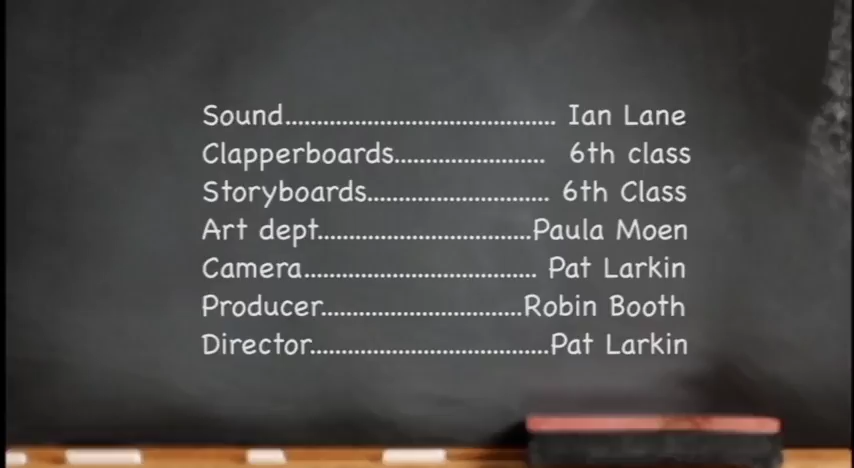 Sound........................................... Ian Lane
Clapperboards........................ 6th class
Storyboards............................. 6th Class
Art dept..................................Paula Moen
Camera..................................... Pat Larkin
Producer................................Robin Booth
Director......................................Pat Larkin